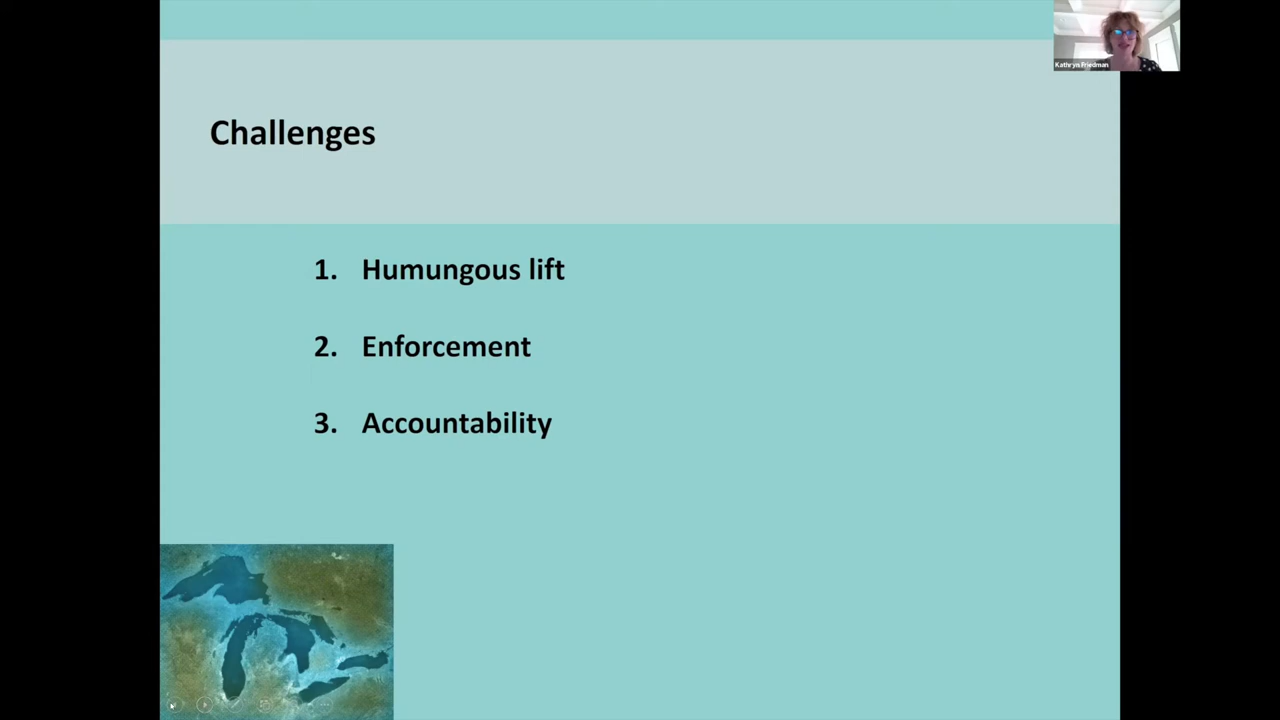 Kathryn Friedman
Challenges
1. Humungous lift
2. Enforcement
3. Accountability